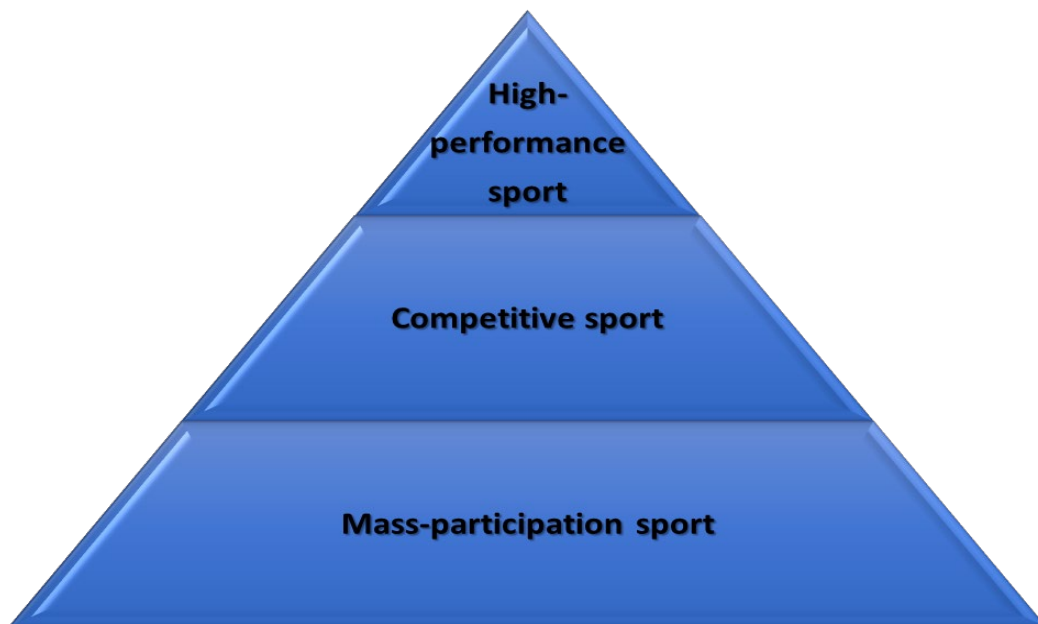 High-
performance
sport
Competitive sport
Mass-participation sport